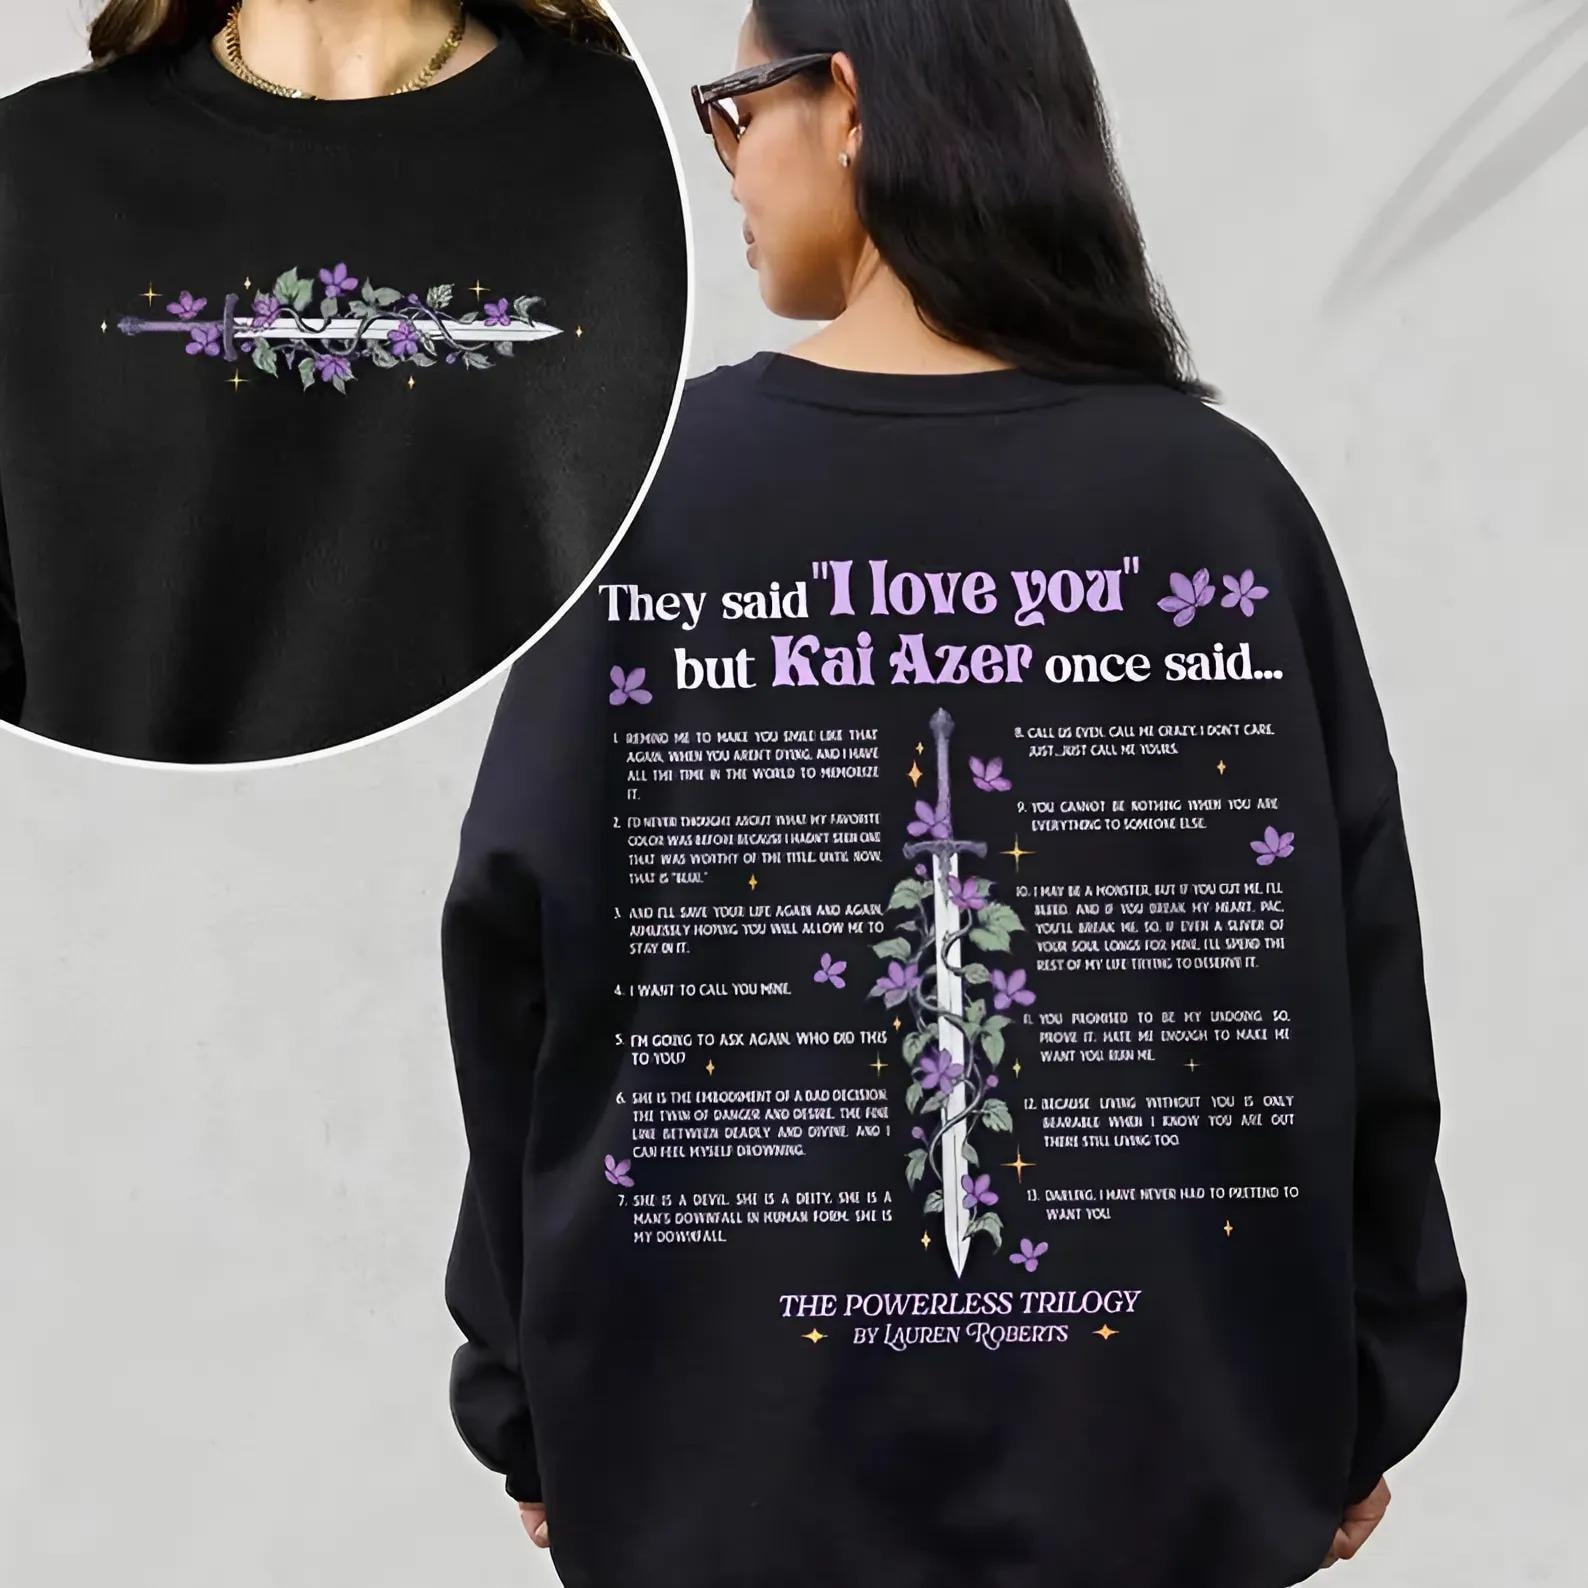 They said "I love you"
but Kai Azer once said...
1. REMIND ME TO MAKE YOU SMILE LIKE THAT
AGAIN, WHEN YOU AREN'T DYING, AND I HAVE
ALL THE TIME IN THE WORLD TO MEMORIZE
IT.
2. I'D NEVER THOUGHT ABOUT WHAT MY FAVORITE
COLOR WAS BEFORE BECAUSE I HADN'T SEEN ONE
THAT WAS WORTHY OF THE TITLE. UNTIL NOW.
THAT IS "BLUE."
3. AND I'LL SAVE YOUR LIFE AGAIN AND AGAIN,
AIMLESSLY HOPING YOU WILL ALLOW ME TO
STAY IN IT.
4. I WANT TO CALL YOU MINE.
5. I'M GOING TO ASK AGAIN. WHO DID THIS
TO YOU?
6. SHE IS THE EMBODIMENT OF A BAD DECISION,
THE TWIN OF DANGER AND DESIRE, THE FINE
LINE BETWEEN DEADLY AND DIVINE. AND I
CAN FEEL MYSELF DROWNING.
7. SHE IS A DEVIL. SHE IS A DEITY. SHE IS A
MAN'S DOWNFALL IN HUMAN FORM. SHE IS
MY DOWNFALL.
8. CALL US EVEN. CALL ME CRAZY. I DON'T CARE.
JUST...JUST CALL ME YOURS.
9. YOU CANNOT BE NOTHING WHEN YOU ARE
EVERYTHING TO SOMEONE ELSE.
10. I MAY BE A MONSTER, BUT IF YOU CUT ME, I'LL
BLEED. AND IF YOU BREAK MY HEART, PAE,
YOU'LL BREAK ME. SO, IF EVEN A SLIVER OF
YOUR SOUL LONGS FOR MINE, I'LL SPEND THE
REST OF MY LIFE TRYING TO DESERVE IT.
11. YOU PROMISED TO BE MY UNDOING. SO,
PROVE IT. HATE ME ENOUGH TO MAKE ME
WANT YOU. RUIN ME.
12. BECAUSE LIVING WITHOUT YOU IS ONLY
BEARABLE WHEN I KNOW YOU ARE OUT
THERE STILL LIVING TOO.
13. DARLING, I HAVE NEVER HAD TO PRETEND TO
WANT YOU.
THE POWERLESS TRILOGY
BY LAUREN ROBERTS